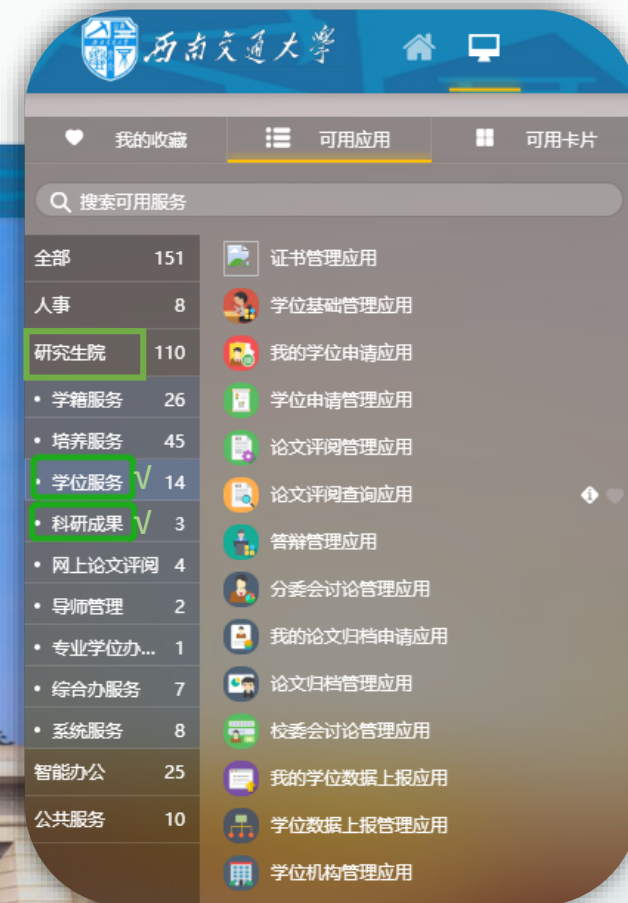 西南交通大学
我的收藏 可用应用 可用卡片
搜索可用服务
全部 151
人事 8
研究生院 110
• 学籍服务 26
• 培养服务 45
• 学位服务 √ 14
• 科研成果 √ 3
• 网上论文评阅 4
• 导师管理 2
• 专业学位办... 1
• 综合办服务 7
• 系统服务 8
智能办公 25
公共服务 10
证书管理应用
学位基础管理应用
我的学位申请应用
学位申请管理应用
论文评阅管理应用
论文评阅查询应用
答辩管理应用
分委会讨论管理应用
我的论文归档申请应用
论文归档管理应用
校委会讨论管理应用
我的学位数据上报应用
学位数据上报管理应用
学位机构管理应用